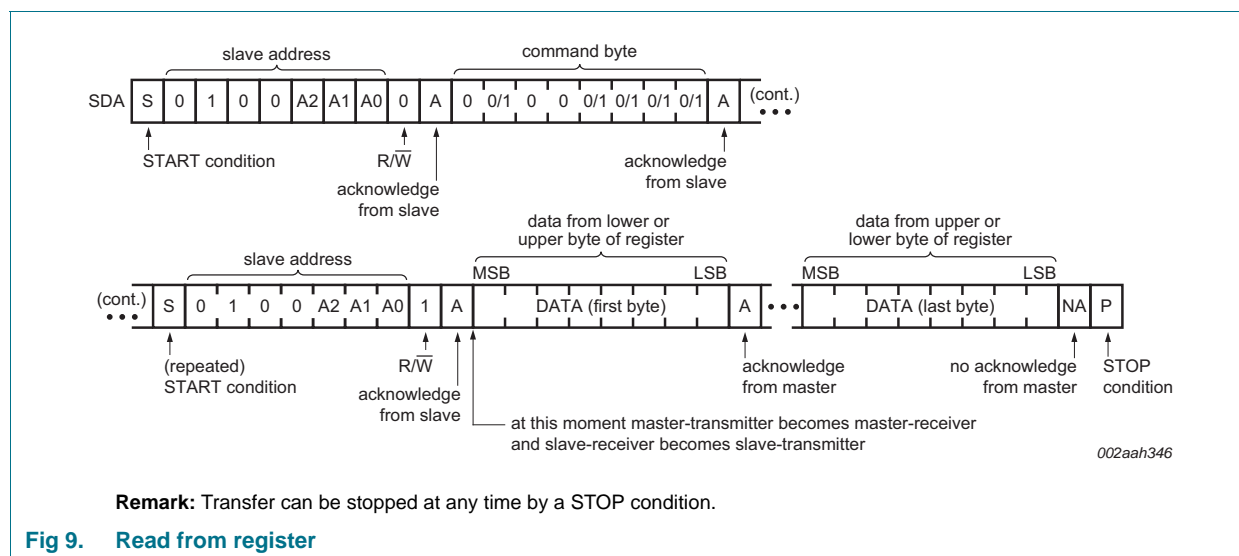 slave address command byte
SDA S 0 1 0 0 A2 A1 A0 0 A 0 0/1 0 0 0/1 0/1 0/1 0/1 A (cont.)
START condition R/W̅ acknowledge
from slave
acknowledge
from slave
data from lower or
upper byte of register
data from upper or
lower byte of register
slave address
MSB LSB MSB LSB
(cont.) S 0 1 0 0 A2 A1 A0 1 A DATA (first byte) A DATA (last byte) NA P
(repeated)
START condition
R/W̅
acknowledge
from slave
acknowledge
from master
no acknowledge
from master
STOP
condition
at this moment master-transmitter becomes master-receiver
and slave-receiver becomes slave-transmitter
002aah346
Remark: Transfer can be stopped at any time by a STOP condition.
Fig 9. Read from register